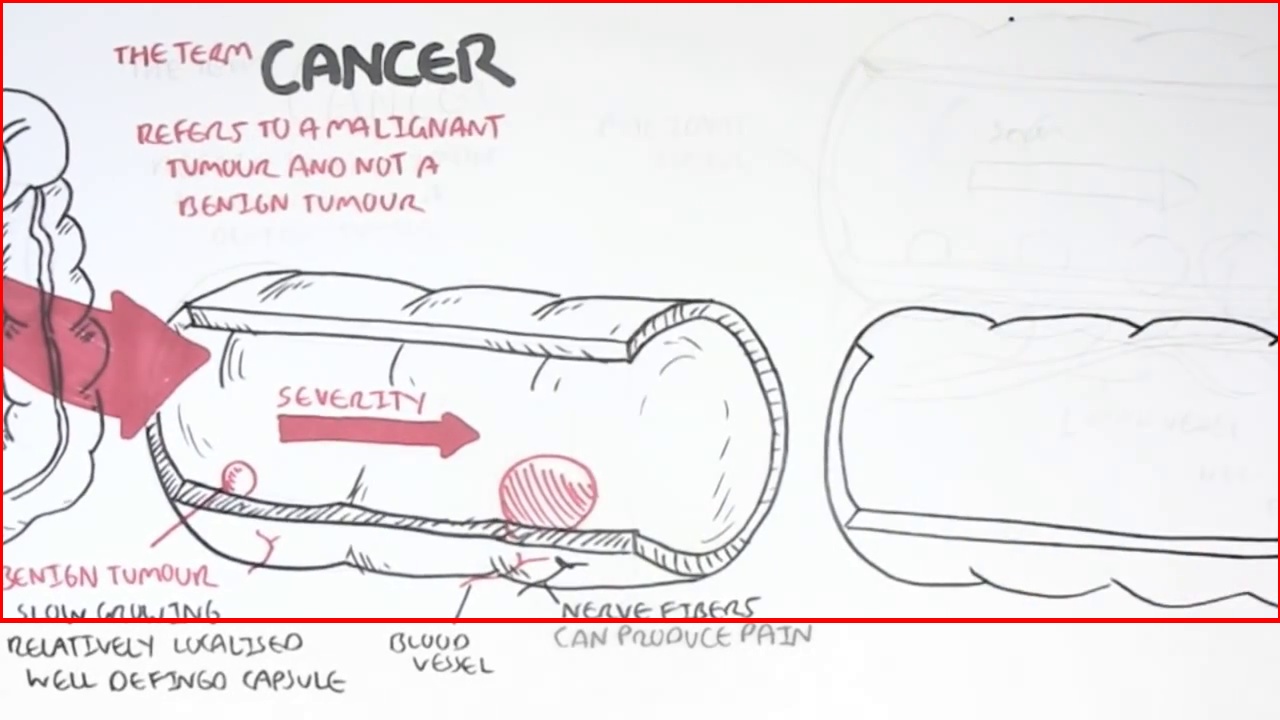 THE TERM CANCER
REFERS TO A MALIGNANT
TUMOUR AND NOT A
BENIGN TUMOUR
SEVERITY
BENIGN TUMOUR
SLOW GROWING
RELATIVELY LOCALISED
WELL DEFINED CAPSULE
BLOOD
VESSEL
NERVE FIBERS
CAN PRODUCE PAIN